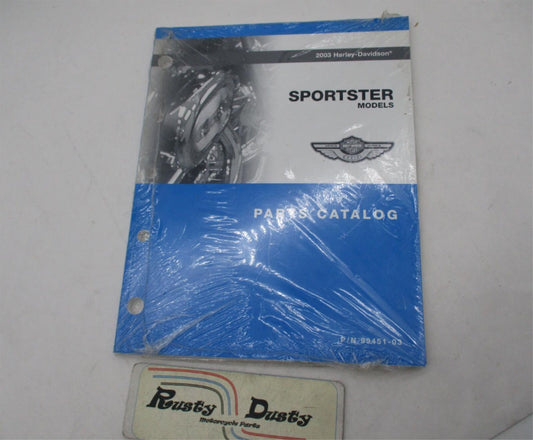 2003 Harley-Davidson®
SPORTSTER
MODELS
PARTS CATALOG
P/N 99451-03
Rusty Dusty
Motorcycle Parts